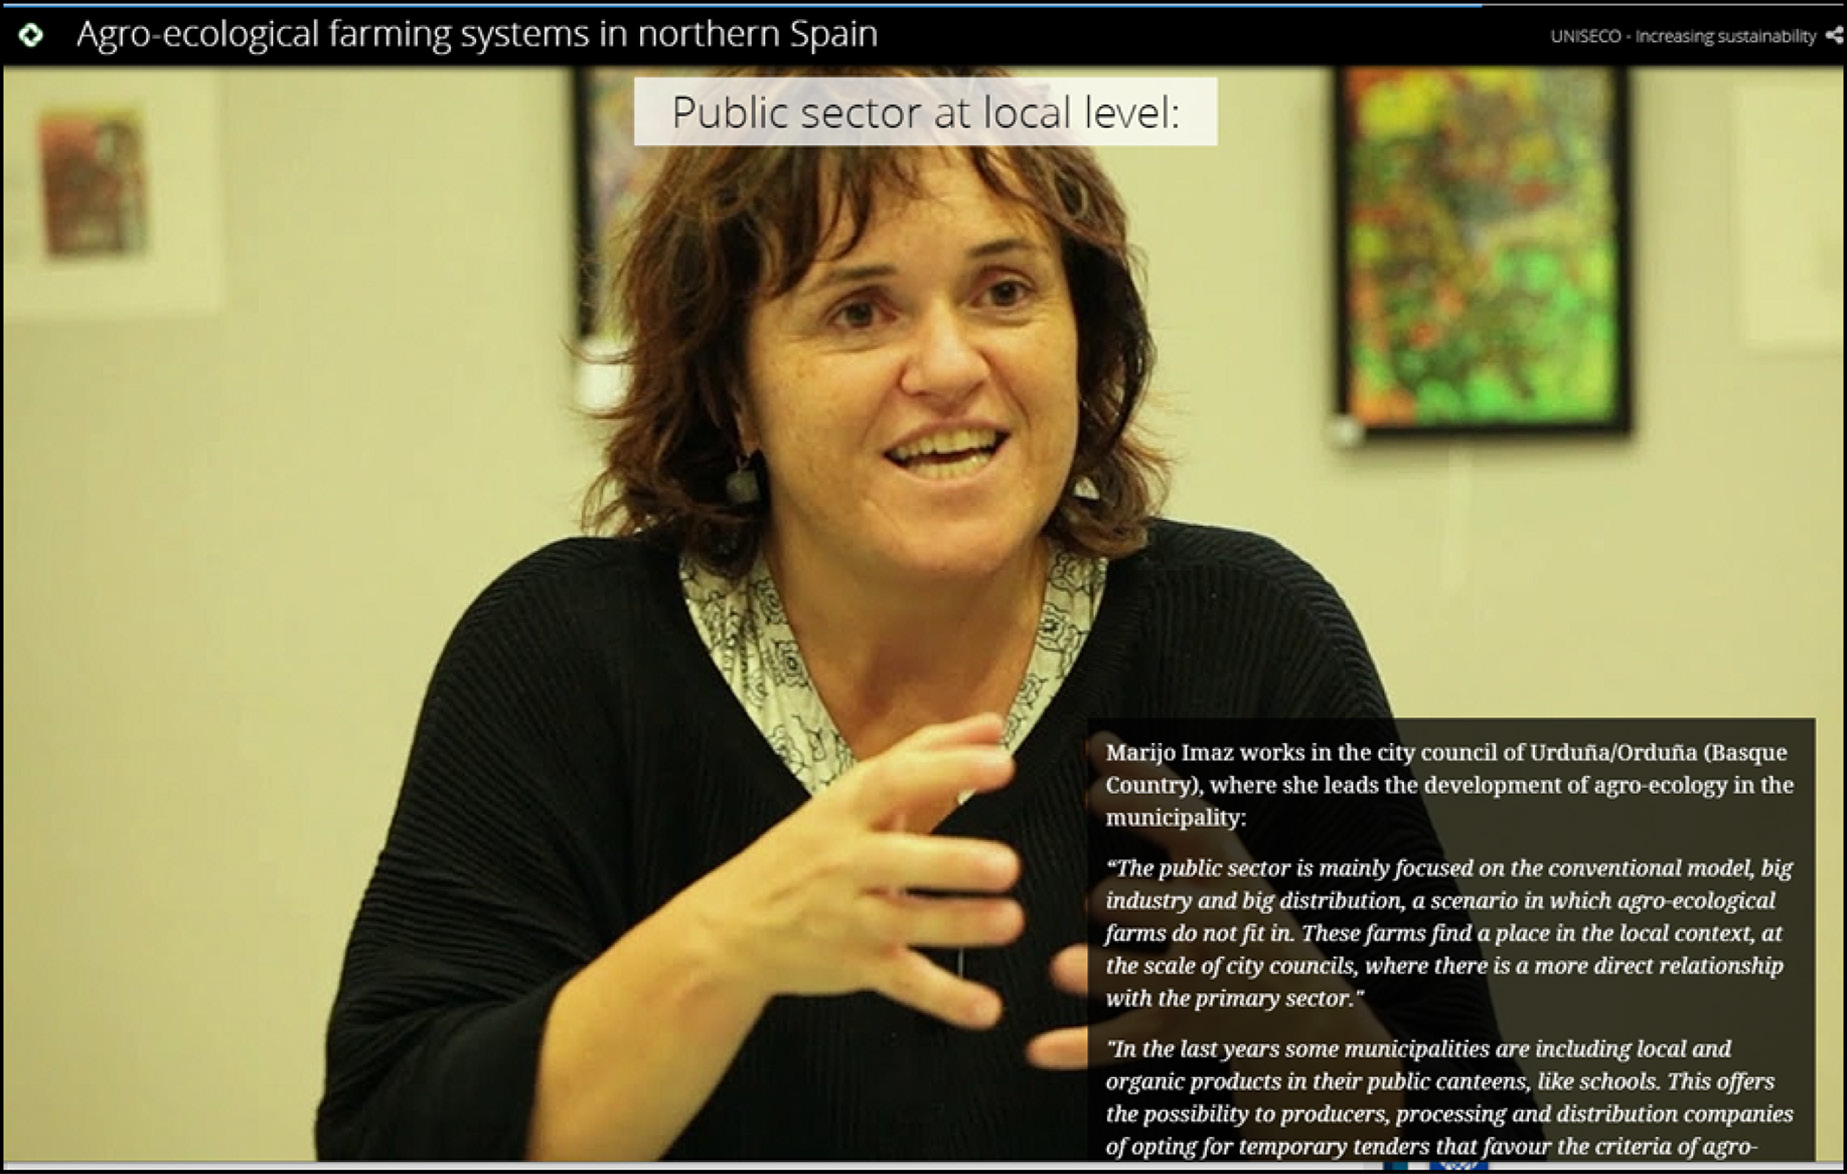 Agro-ecological farming systems in northern Spain
UNISECO - Increasing sustainability
Public sector at local level:
Marijo Imaz works in the city council of Urduña/Orduña (Basque
Country), where she leads the development of agro-ecology in the
municipality:
“The public sector is mainly focused on the conventional model, big
industry and big distribution, a scenario in which agro-ecological
farms do not fit in. These farms find a place in the local context, at
the scale of city councils, where there is a more direct relationship
with the primary sector."
"In the last years some municipalities are including local and
organic products in their public canteens, like schools. This offers
the possibility to producers, processing and distribution companies
of opting for temporary tenders that favour the criteria of agro-